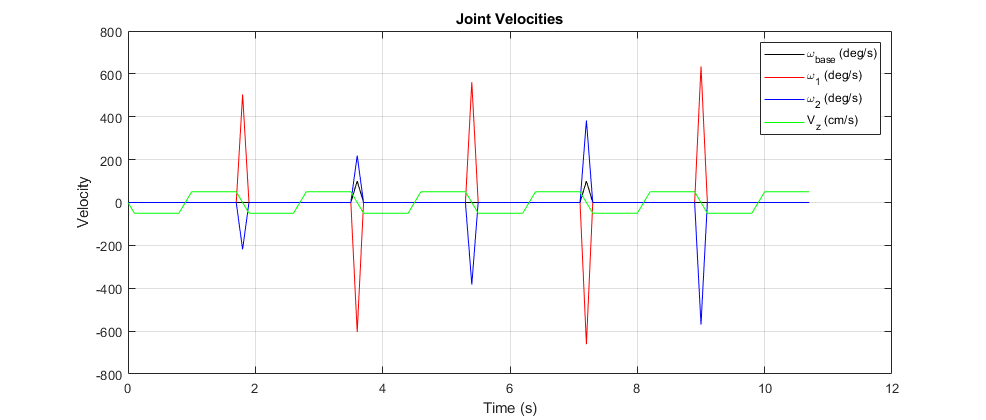 Joint Velocities
800
600
400
200
0
-200
-400
-600
-800
Velocity
0
2
4
6
8
10
12
Time (s)
ω_base (deg/s)
ω_1 (deg/s)
ω_2 (deg/s)
V_z (cm/s)